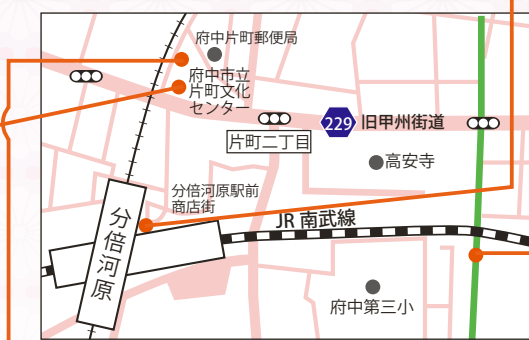 府中片町郵便局
府中市立
片町文化
センター
229 旧甲州街道
片町二丁目
高安寺
分倍河原駅前
商店街
JR 南武線
分倍河原
府中第三小